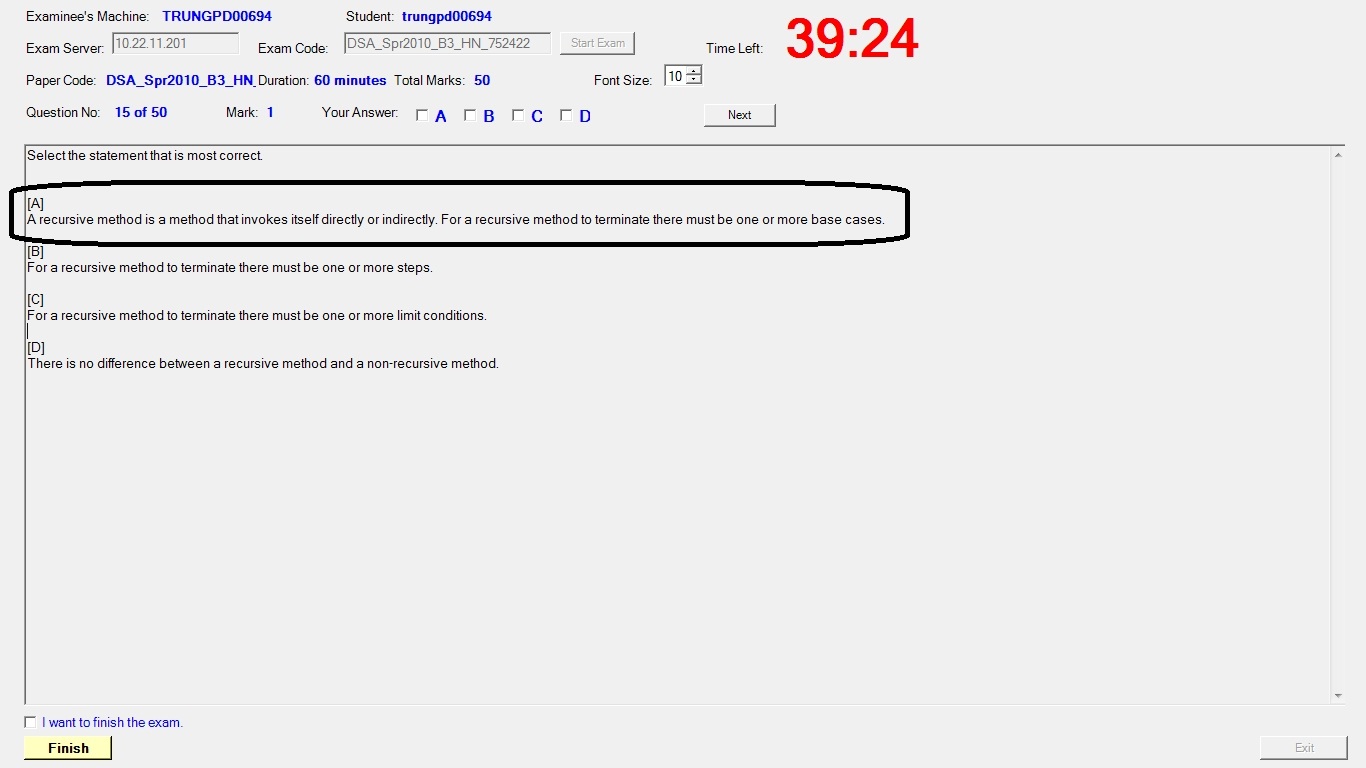 Examinee's Machine: TRUNGPD00694 Student: trungpd00694
Exam Server: 10.22.11.201 Exam Code: DSA_Spr2010_B3_HN_752422 Start Exam Time Left: 39:24
Paper Code: DSA_Spr2010_B3_HN_ Duration: 60 minutes Total Marks: 50 Font Size: 10
Question No: 15 of 50 Mark: 1 Your Answer: A B C D Next
Select the statement that is most correct.
[A]
A recursive method is a method that invokes itself directly or indirectly. For a recursive method to terminate there must be one or more base cases.
[B]
For a recursive method to terminate there must be one or more steps.
[C]
For a recursive method to terminate there must be one or more limit conditions.
[D]
There is no difference between a recursive method and a non-recursive method.
I want to finish the exam.
Finish Exit